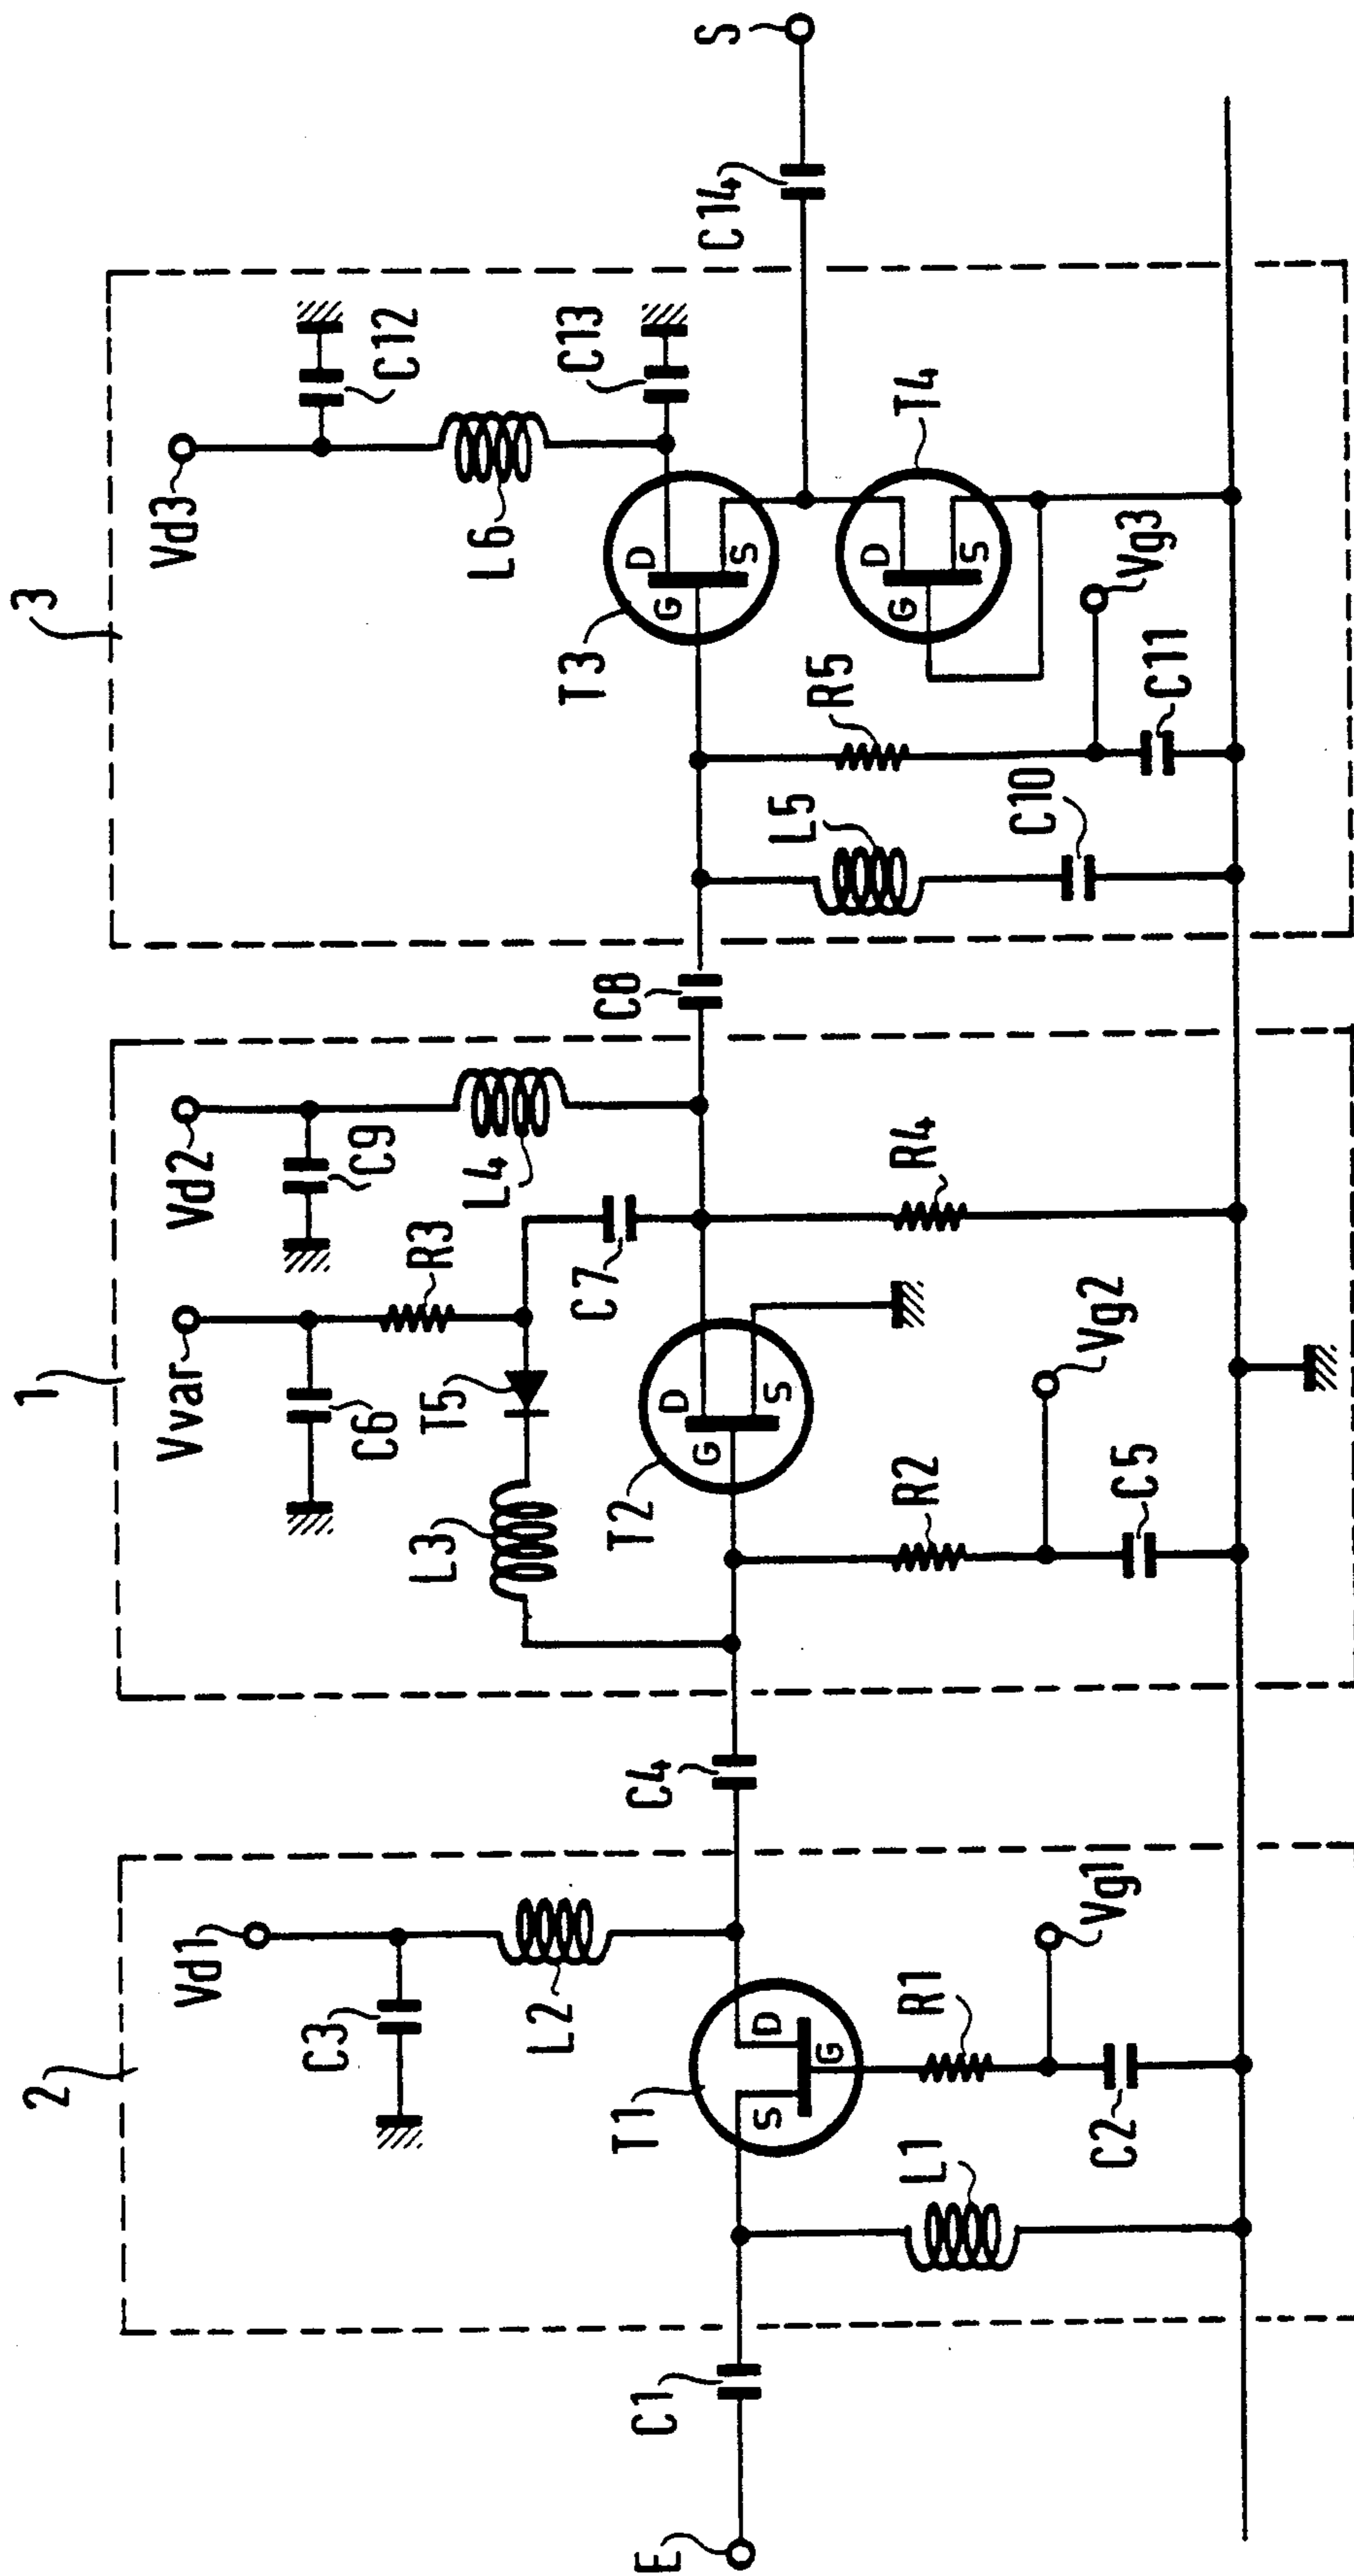 2
Vd1
C3
L2
T1
S
D
G
R1
Vg1
C2
L1
C1
E
C4
1
Vvar
Vd2
C9
C6
R3
T5
L3
L4
C7
T2
D
G
S
R4
R2
Vg2
C5
C8
3
Vd3
C12
L6
C13
T3
D
G
S
T4
D
G
S
R5
L5
Vg3
C10
C11
C14
S